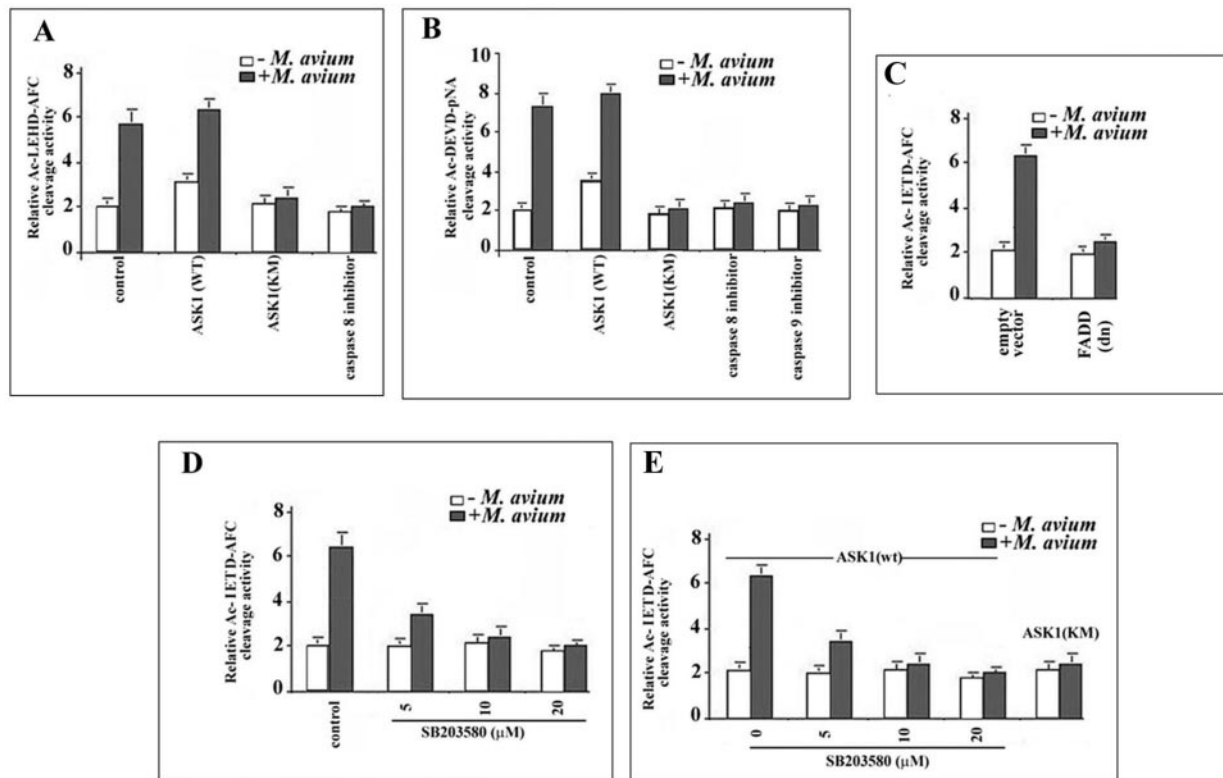 A
Relative Ac-LEHD-AFC
cleavage activity
8
6
4
2
0
- M. avium
+M. avium
control
ASK1 (WT)
ASK1(KM)
caspase 8 inhibitor
B
Relative Ac-DEVD-pNA
cleavage activity
10
8
6
4
2
0
- M. avium
+M. avium
control
ASK1 (WT)
ASK1(KM)
caspase 8 inhibitor
caspase 9 inhibitor
C
Relative Ac-IETD-AFC
cleavage activity
8
6
4
2
0
- M. avium
+M. avium
empty
vector
FADD
(dn)
D
Relative Ac-IETD-AFC
cleavage activity
8
6
4
2
0
- M. avium
+M. avium
control
5
10
20
SB203580 (μM)
E
Relative Ac-IETD-AFC
cleavage activity
8
6
4
2
0
- M. avium
+M. avium
ASK1(wt)
ASK1(KM)
0
5
10
20
SB203580 (μM)